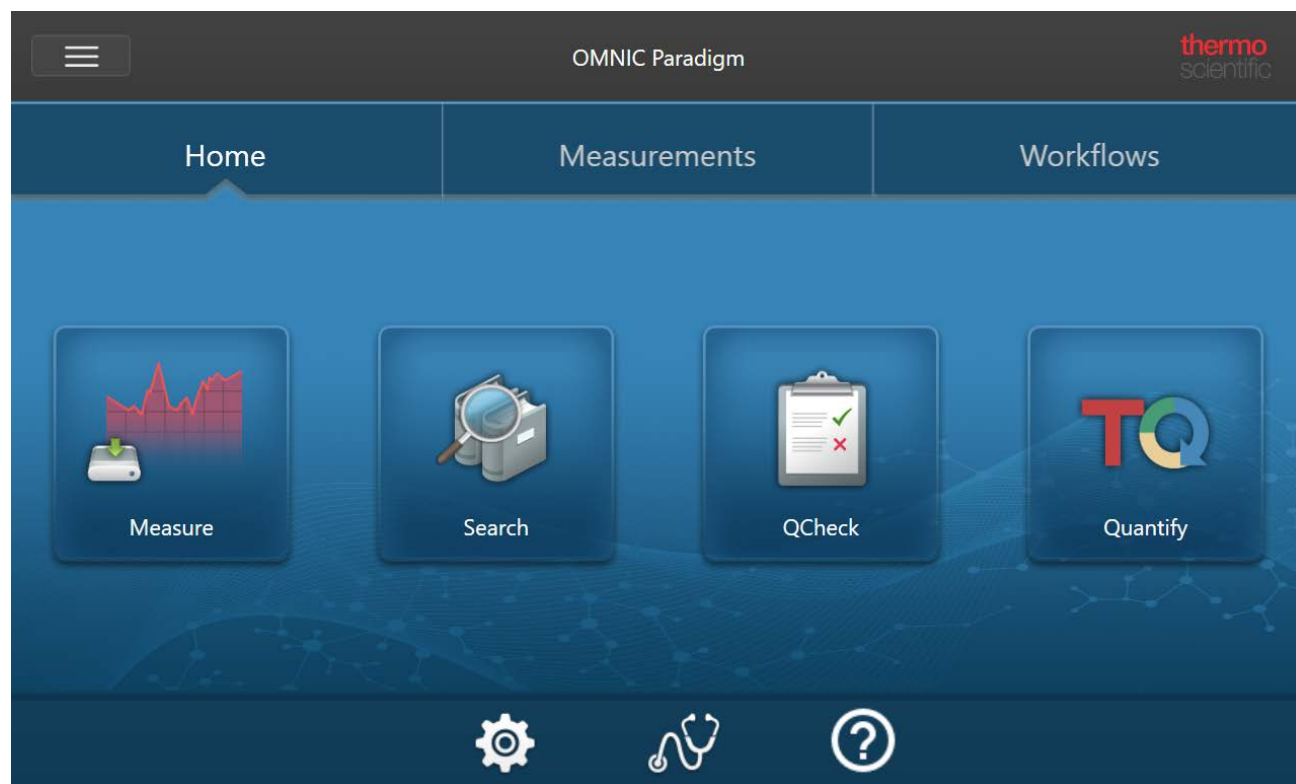 OMNIC Paradigm
thermo
scientific
Home
Measurements
Workflows
TQ
Measure
Search
QCheck
Quantify
?